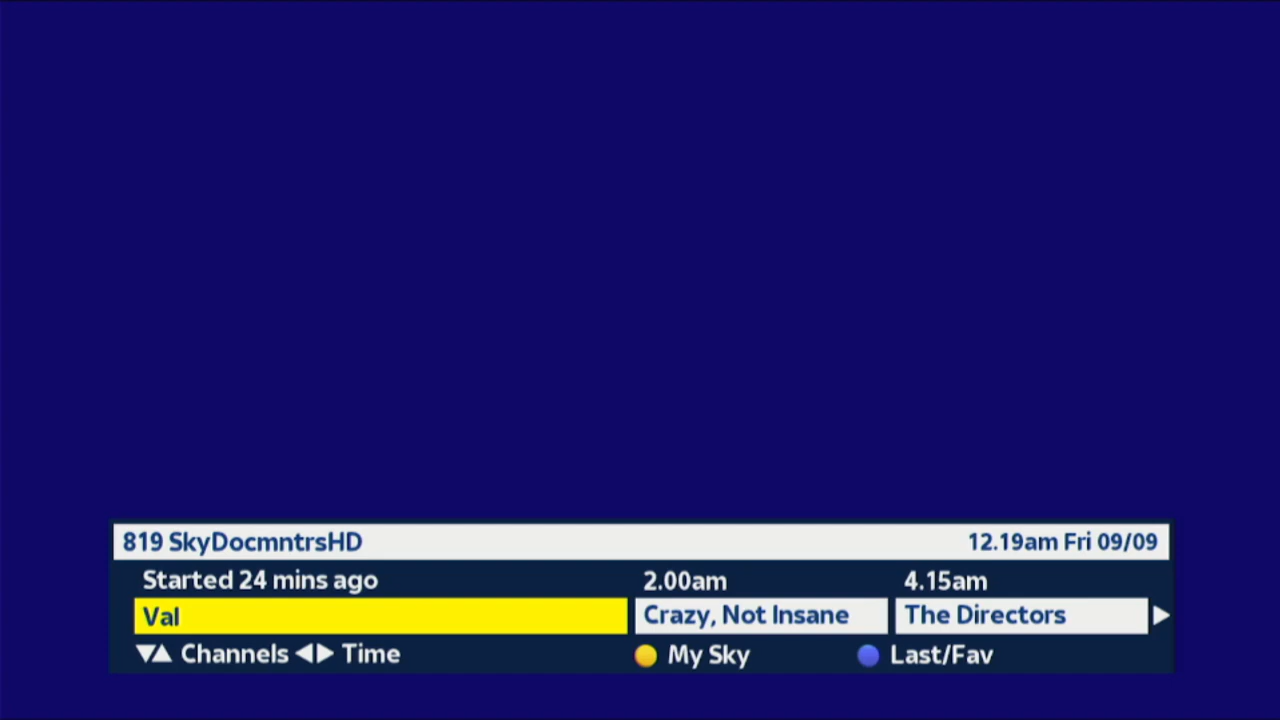 819 SkyDocmntrsHD 12.19am Fri 09/09
Started 24 mins ago 2.00am 4.15am
Val Crazy, Not Insane The Directors
Channels Time My Sky Last/Fav